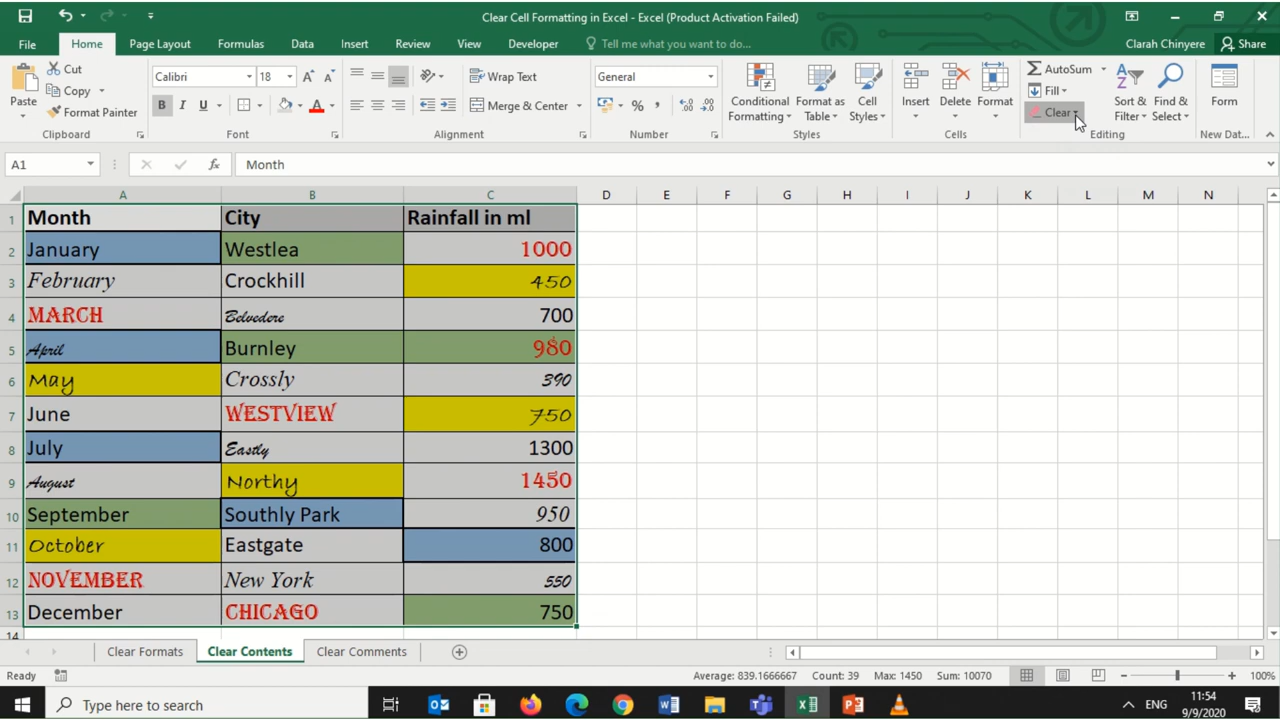 Clear Cell Formatting in Excel - Excel (Product Activation Failed)
File Home Page Layout Formulas Data Insert Review View Developer Tell me what you want to do... Clarah Chinyere Share
Paste
Cut
Copy
Format Painter
Clipboard
Calibri 18
B I U
Font
Wrap Text
Merge & Center
Alignment
General
%
Number
Conditional Formatting
Format as Table
Cell Styles
Styles
Insert
Delete
Format
Cells
AutoSum
Fill
Clear
Sort & Filter
Find & Select
Editing
Form
New Dat...
A1 fx Month
A B C D E F G H I J K L M N
1 Month City Rainfall in ml
2 January Westlea 1000
3 February Crockhill 450
4 MARCH Belvedere 700
5 April Burnley 980
6 May Crossly 390
7 June WESTVIEW 750
8 July Eastly 1300
9 August Northy 1450
10 September Southly Park 950
11 October Eastgate 800
12 NOVEMBER New York 550
13 December CHICAGO 750
14
Clear Formats Clear Contents Clear Comments
Ready Average: 839.1666667 Count: 39 Max: 1450 Sum: 10070 100%
Type here to search ENG 11:54
9/9/2020